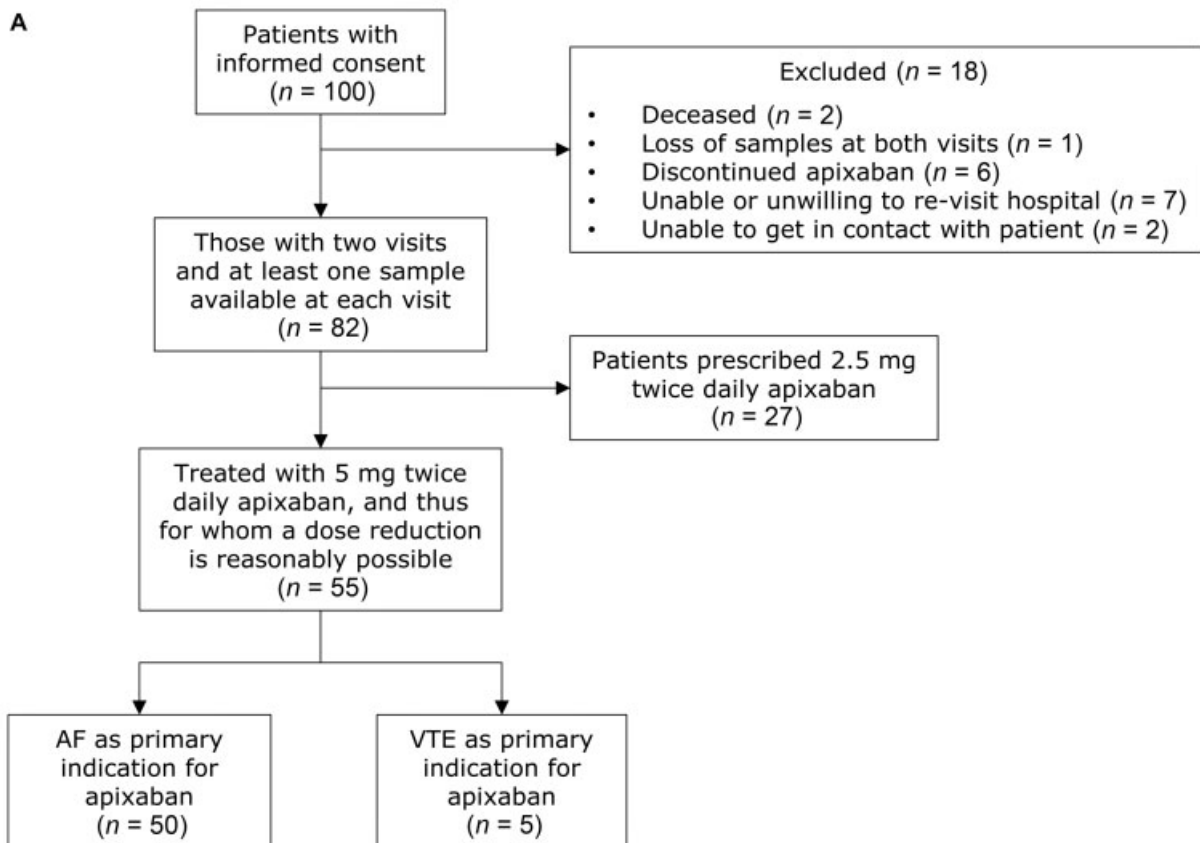 A
Patients with
informed consent
(n = 100)
Excluded (n = 18)
• Deceased (n = 2)
• Loss of samples at both visits (n = 1)
• Discontinued apixaban (n = 6)
• Unable or unwilling to re-visit hospital (n = 7)
• Unable to get in contact with patient (n = 2)
Those with two visits
and at least one sample
available at each visit
(n = 82)
Patients prescribed 2.5 mg
twice daily apixaban
(n = 27)
Treated with 5 mg twice
daily apixaban, and thus
for whom a dose reduction
is reasonably possible
(n = 55)
AF as primary
indication for
apixaban
(n = 50)
VTE as primary
indication for
apixaban
(n = 5)